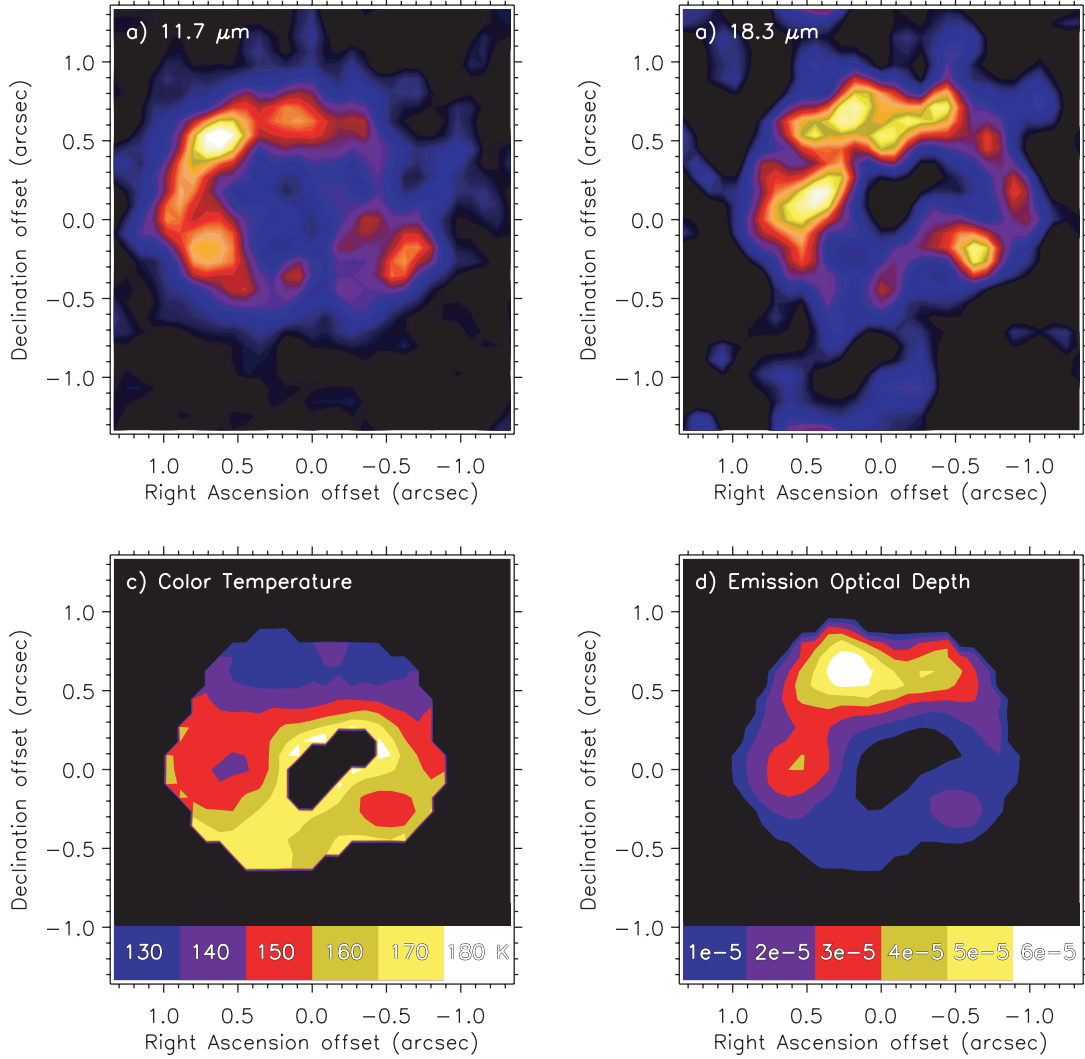 a) 11.7 μm
1.0
0.5
0.0
−0.5
−1.0
Declination offset (arcsec)
1.0 0.5 0.0 −0.5 −1.0
Right Ascension offset (arcsec)
a) 18.3 μm
1.0
0.5
0.0
−0.5
−1.0
Declination offset (arcsec)
1.0 0.5 0.0 −0.5 −1.0
Right Ascension offset (arcsec)
c) Color Temperature
1.0
0.5
0.0
−0.5
−1.0
Declination offset (arcsec)
130 140 150 160 170 180 K
1.0 0.5 0.0 −0.5 −1.0
Right Ascension offset (arcsec)
d) Emission Optical Depth
1.0
0.5
0.0
−0.5
−1.0
Declination offset (arcsec)
1e−5 2e−5 3e−5 4e−5 5e−5 6e−5
1.0 0.5 0.0 −0.5 −1.0
Right Ascension offset (arcsec)